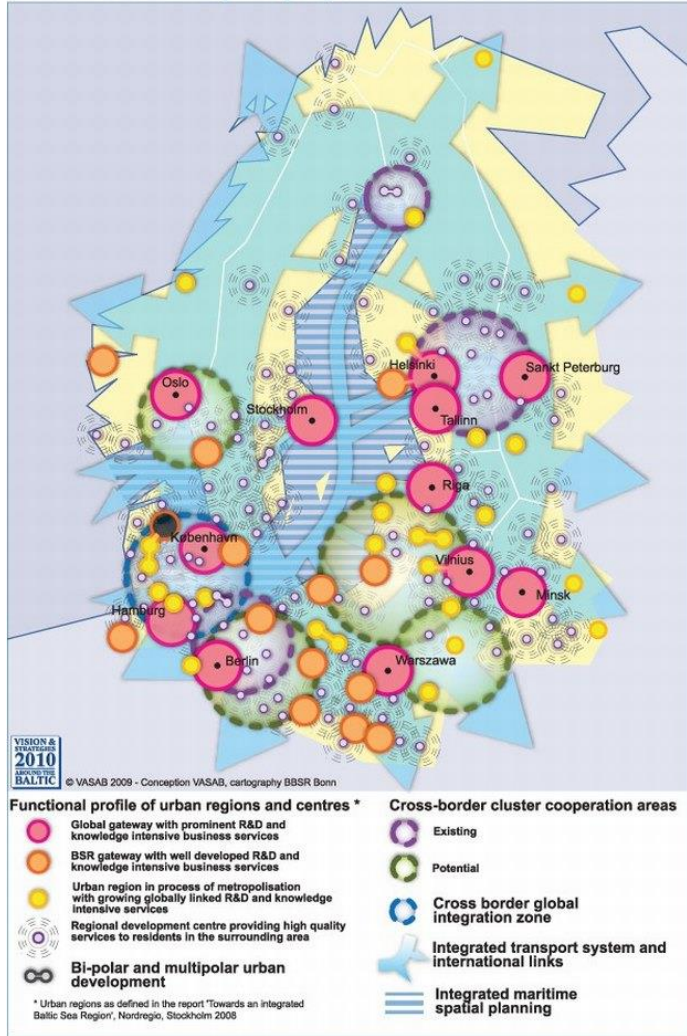 Oslo
Helsinki
Sankt Peterburg
Stockholm
Tallinn
Riga
København
Vilnius
Minsk
Hamburg
Berlin
Warszawa
VISION &
STRATEGIES
2010
AROUND THE
BALTIC
© VASAB 2009 - Conception VASAB, cartography BBSR Bonn
Functional profile of urban regions and centres *
Global gateway with prominent R&D and
knowledge intensive business services
BSR gateway with well developed R&D and
knowledge intensive business services
Urban region in process of metropolisation
with growing globally linked R&D and knowledge
intensive services
Regional development centre providing high quality
services to residents in the surrounding area
Bi-polar and multipolar urban
development
* Urban regions as defined in the report 'Towards an integrated
Baltic Sea Region', Nordregio, Stockholm 2008
Cross-border cluster cooperation areas
Existing
Potential
Cross border global
integration zone
Integrated transport system and
international links
Integrated maritime
spatial planning